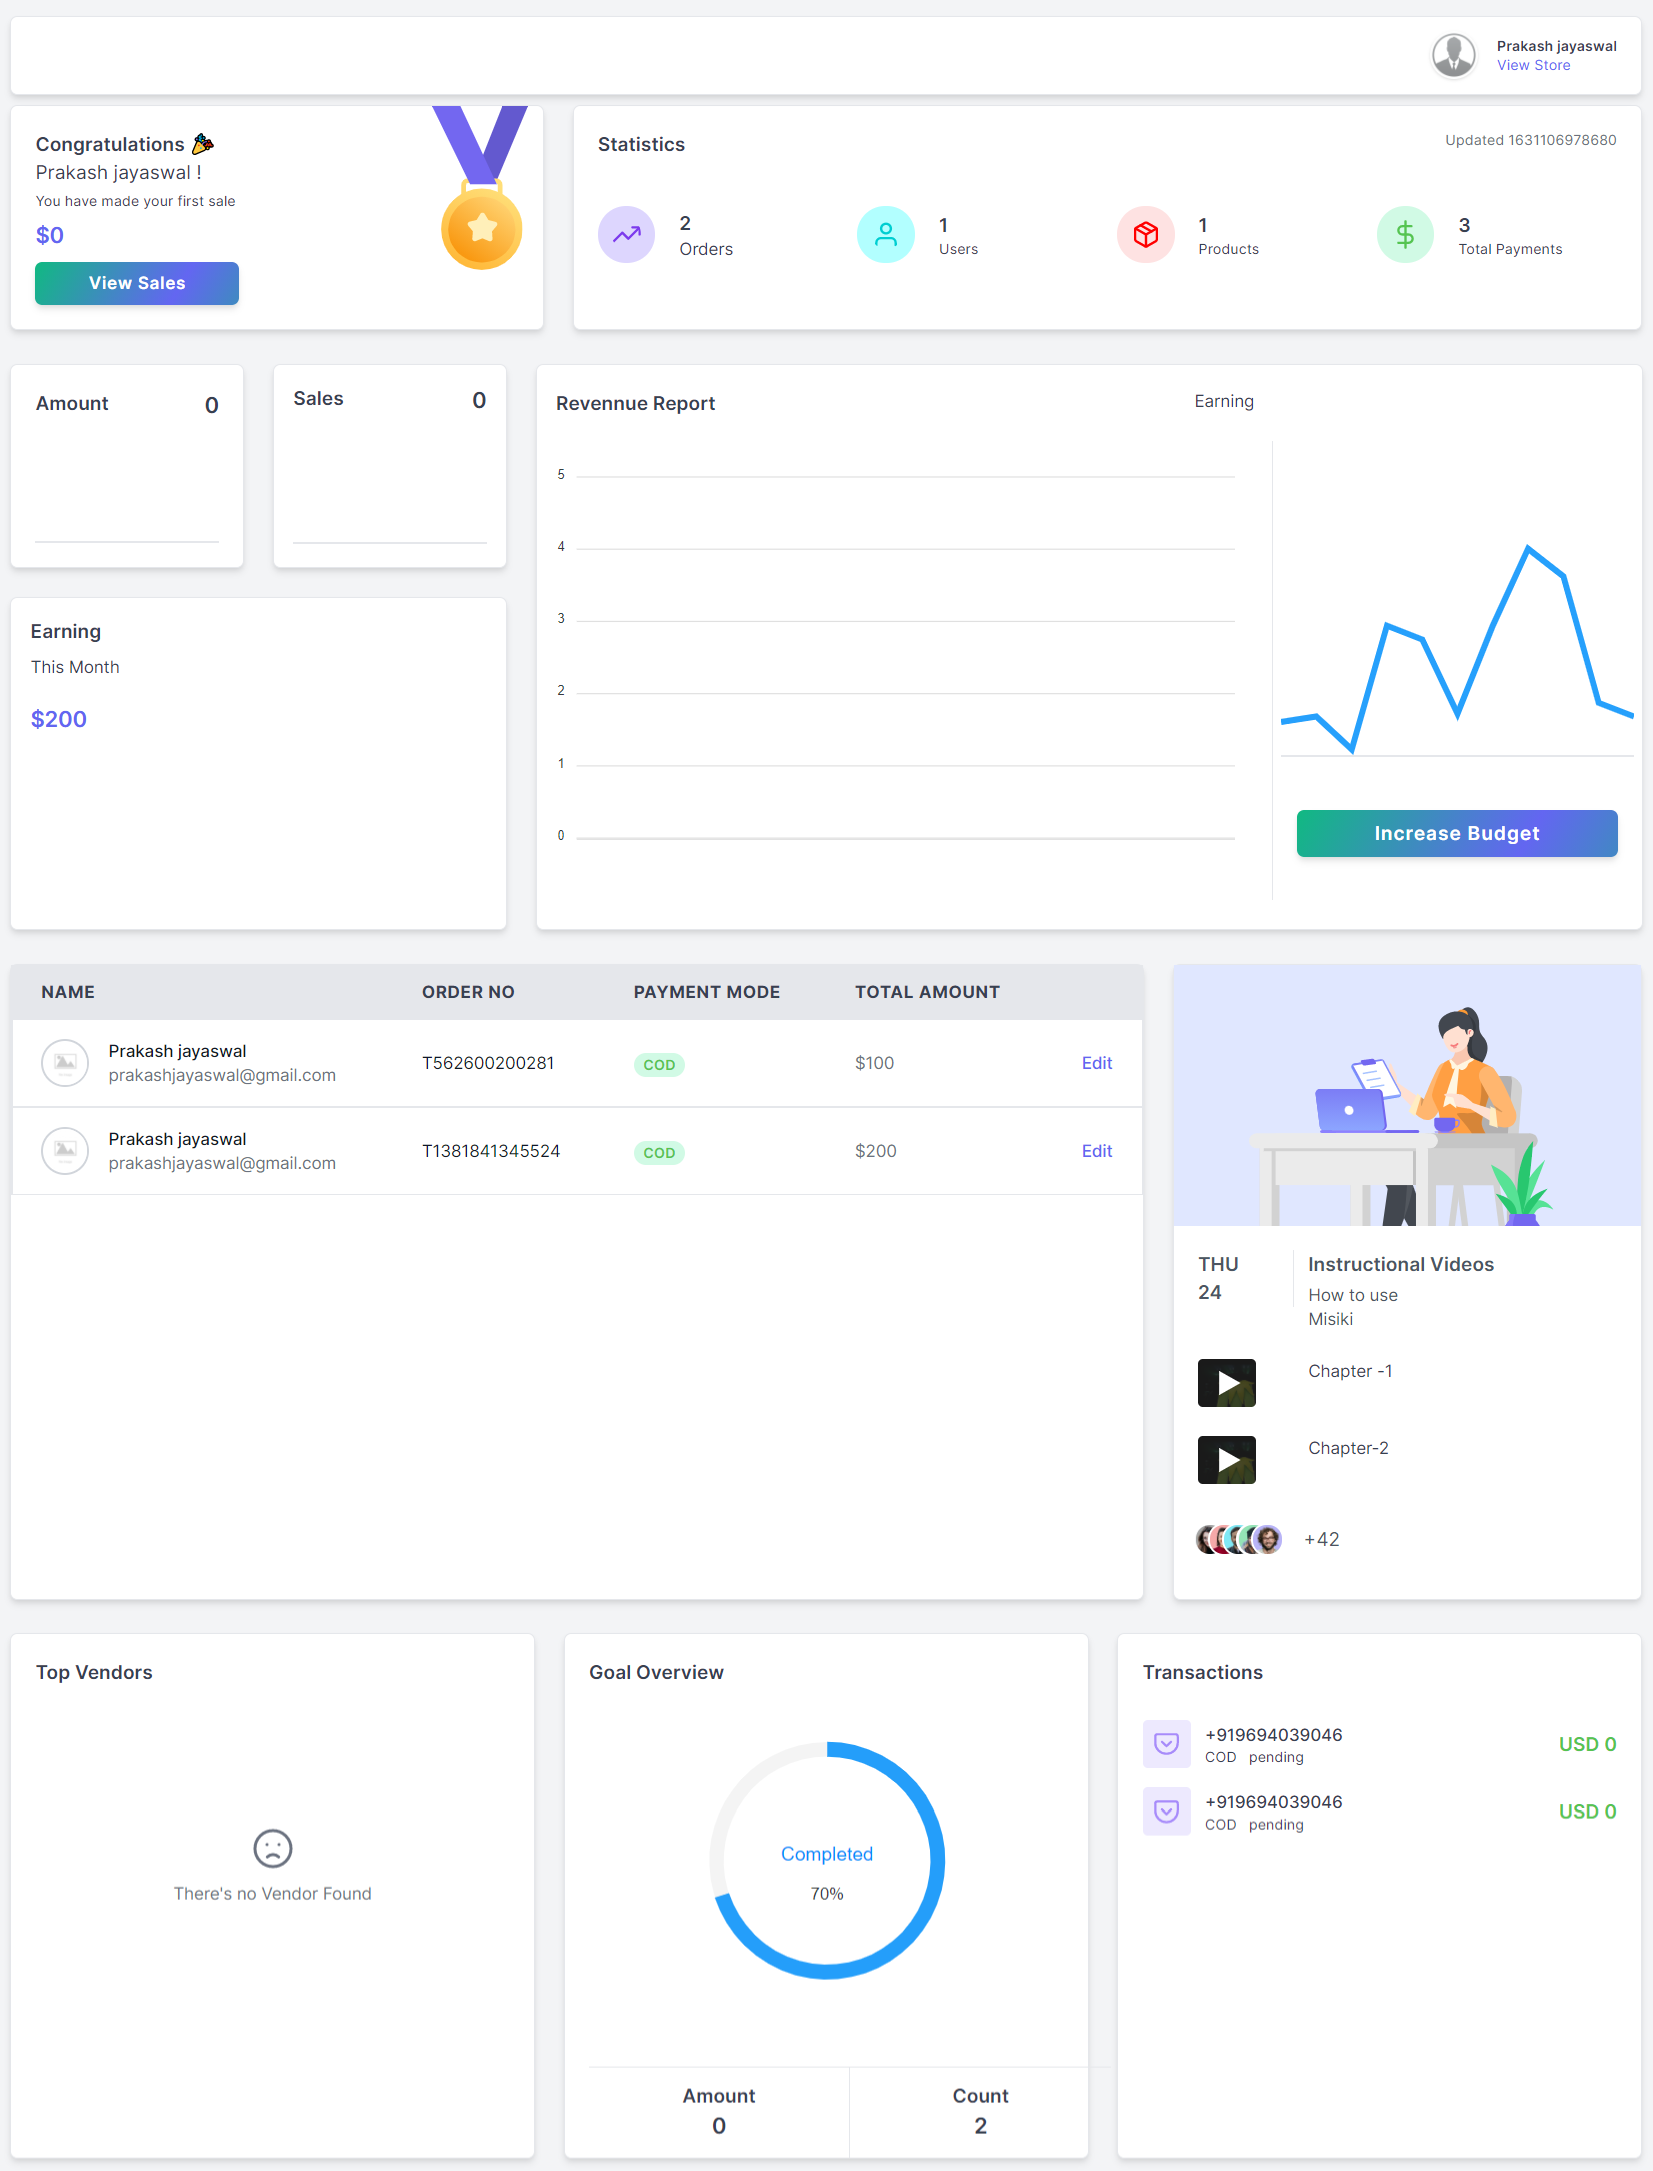 Prakash jayaswal
View Store
Congratulations
Prakash jayaswal !
You have made your first sale
$0
View Sales
Statistics
Updated 1631106978680
2
Orders
1
Users
1
Products
3
Total Payments
Amount
0
Sales
0
Earning
This Month
$200
Revennue Report
Earning
5
4
3
2
1
0
Increase Budget
NAME ORDER NO PAYMENT MODE TOTAL AMOUNT
Prakash jayaswal
prakashjayaswal@gmail.com
T562600200281
COD
$100
Edit
Prakash jayaswal
prakashjayaswal@gmail.com
T1381841345524
COD
$200
Edit
THU
24
Instructional Videos
How to use
Misiki
Chapter -1
Chapter-2
+42
Top Vendors
There's no Vendor Found
Goal Overview
Completed
70%
Amount
0
Count
2
Transactions
+919694039046
COD pending
USD 0
+919694039046
COD pending
USD 0